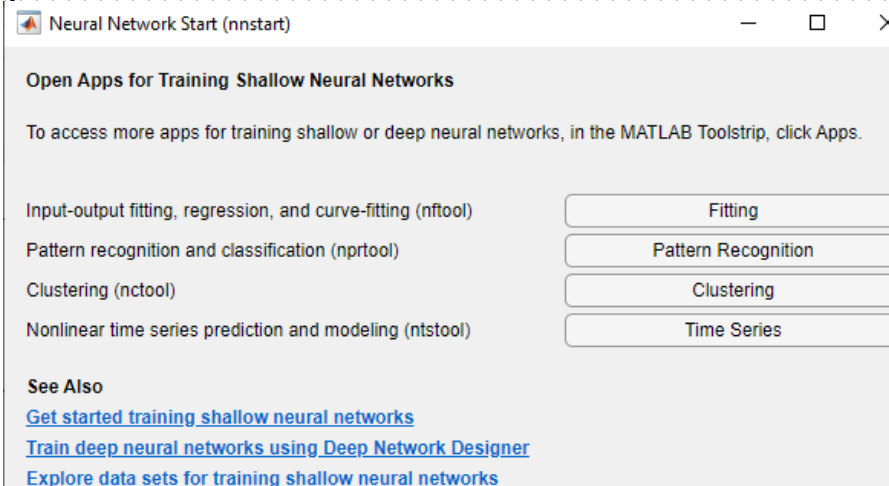 Neural Network Start (nnstart)
Open Apps for Training Shallow Neural Networks
To access more apps for training shallow or deep neural networks, in the MATLAB Toolstrip, click Apps.
Input-output fitting, regression, and curve-fitting (nftool) Fitting
Pattern recognition and classification (nprtool) Pattern Recognition
Clustering (nctool) Clustering
Nonlinear time series prediction and modeling (ntstool) Time Series
See Also
Get started training shallow neural networks
Train deep neural networks using Deep Network Designer
Explore data sets for training shallow neural networks